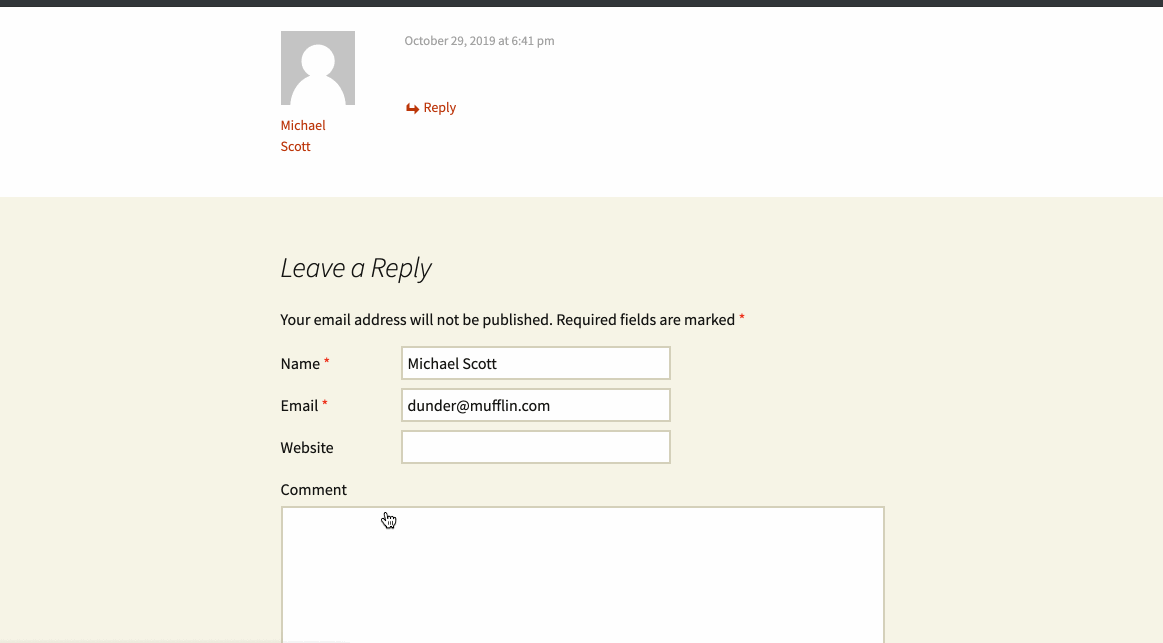 October 29, 2019 at 6:41 pm
Reply
Michael
Scott
Leave a Reply
Your email address will not be published. Required fields are marked *
Name * Michael Scott
Email * dunder@mufflin.com
Website
Comment